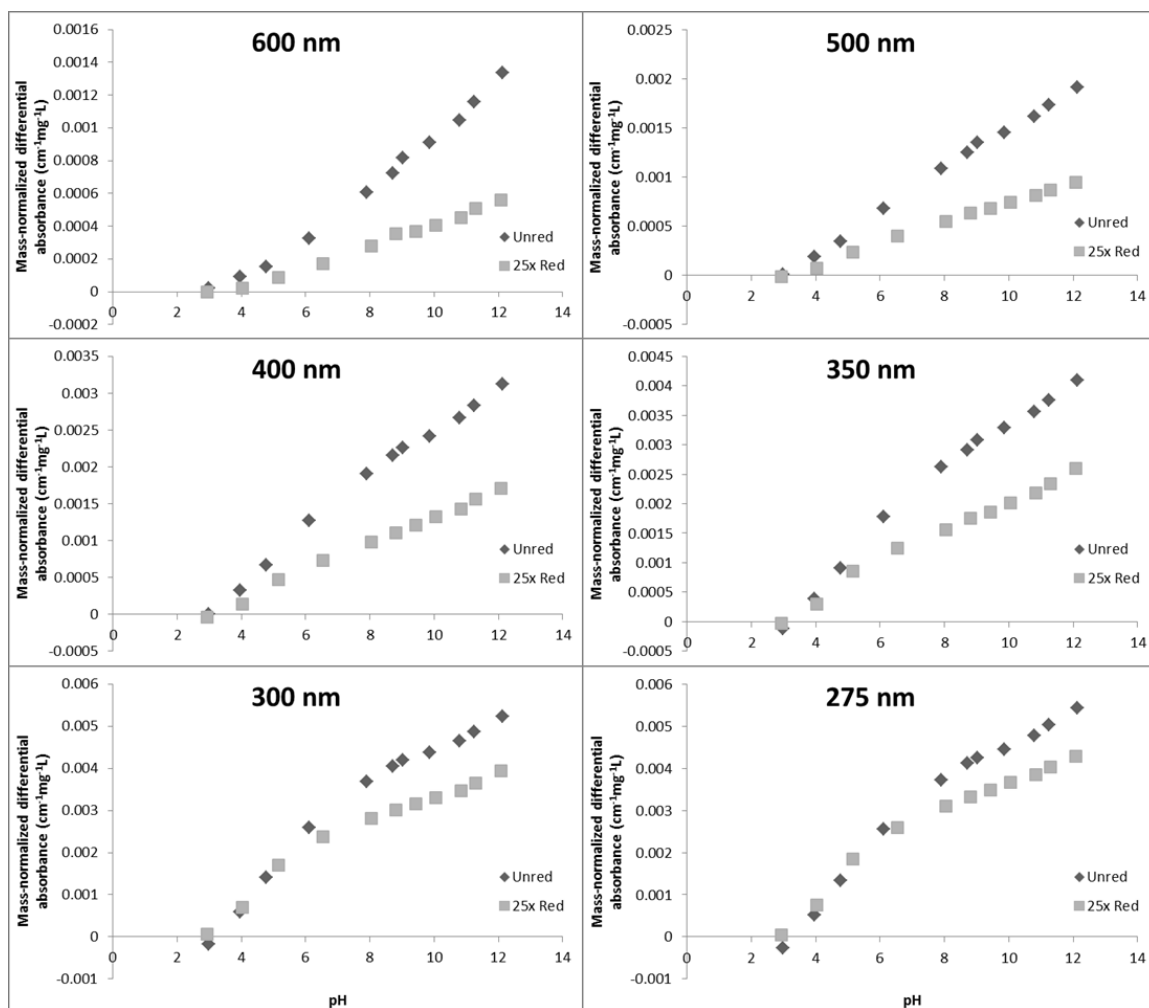 600 nm
Mass-normalized differential
absorbance (cm⁻¹mg⁻¹L)
0.0016
0.0014
0.0012
0.001
0.0008
0.0006
0.0004
0.0002
0
-0.0002
0 2 4 6 8 10 12 14
Unred
25x Red
500 nm
Mass-normalized differential
absorbance (cm⁻¹mg⁻¹L)
0.0025
0.002
0.0015
0.001
0.0005
0
-0.0005
0 2 4 6 8 10 12 14
Unred
25x Red
400 nm
Mass-normalized differential
absorbance (cm⁻¹mg⁻¹L)
0.0035
0.003
0.0025
0.002
0.0015
0.001
0.0005
0
-0.0005
0 2 4 6 8 10 12 14
Unred
25x Red
350 nm
Mass-normalized differential
absorbance (cm⁻¹mg⁻¹L)
0.0045
0.004
0.0035
0.003
0.0025
0.002
0.0015
0.001
0.0005
0
-0.0005
0 2 4 6 8 10 12 14
Unred
25x Red
300 nm
Mass-normalized differential
absorbance (cm⁻¹mg⁻¹L)
0.006
0.005
0.004
0.003
0.002
0.001
0
-0.001
0 2 4 6 8 10 12 14
Unred
25x Red
pH
275 nm
Mass-normalized differential
absorbance (cm⁻¹mg⁻¹L)
0.006
0.005
0.004
0.003
0.002
0.001
0
-0.001
0 2 4 6 8 10 12 14
Unred
25x Red
pH